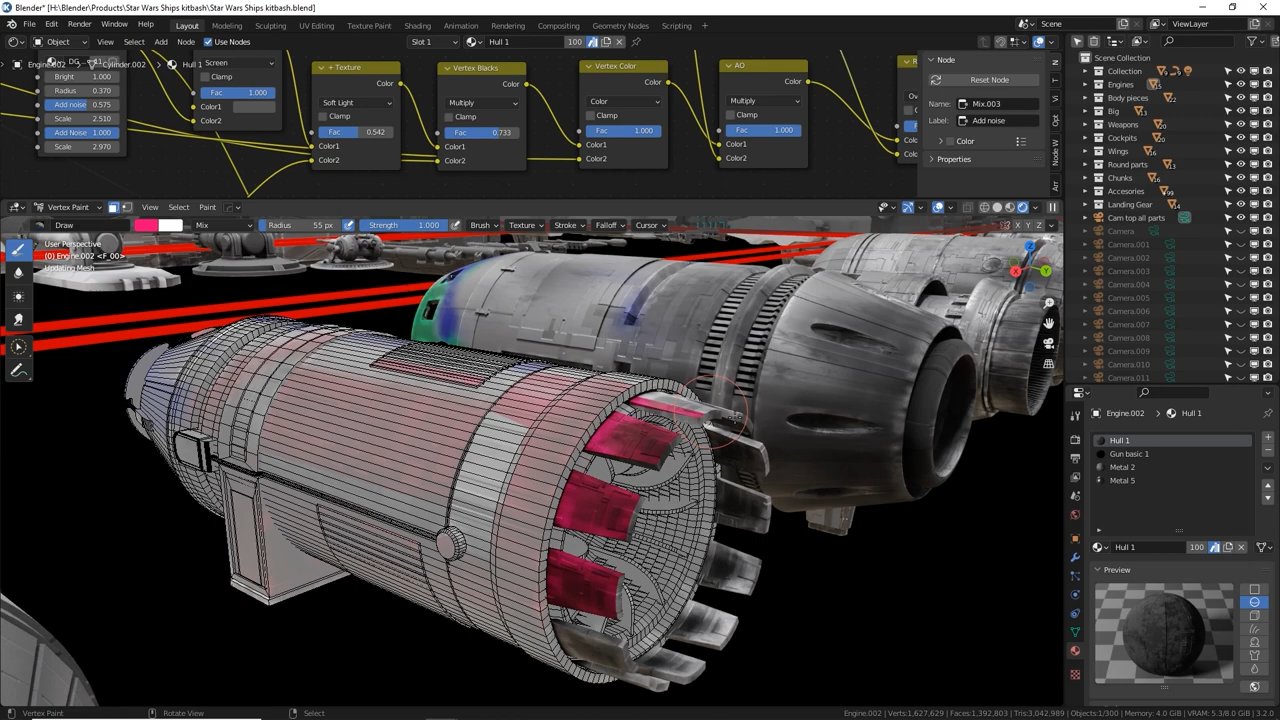 Blender* [H:\Blender\Products\Star Wars Ships kitbash\Star Wars Ships kitbash.blend]
File Edit Render Window Help Layout Modeling Sculpting UV Editing Texture Paint Shading Animation Rendering Compositing Geometry Nodes Scripting + Scene ViewLayer
Object View Select Add Node Use Nodes Slot 1 Hull 1 100
Hull 1
Bright 1.000
Radius 0.370
Add noise 0.575
Scale 2.510
Add Noise 1.000
Scale 2.970
Screen
Clamp
Fac 1.000
Color1
Color2
+ Texture
Color
Soft Light
Clamp
Fac 0.542
Color1
Color2
Vertex Blacks
Color
Multiply
Clamp
Fac 0.733
Color1
Color2
Vertex Color
Color
Color
Clamp
Fac 1.000
Color1
Color2
AO
Color
Multiply
Clamp
Fac 1.000
Color1
Color2
Node
Reset Node
Name: Mix.003
Label: Add noise
Color
Properties
Vertex Paint View Select Paint
Draw Mix Radius 55 px Strength 1.000 Brush Texture Stroke Falloff Cursor X Y Z
User Perspective
(0) Engine.002 <F_00>
Updating Mesh
Scene Collection
Collection
Engines
Body pieces
Big
Weapons
Cockpits
Wings
Round parts
Chunks
Accesories
Landing Gear
Cam top all parts
Camera
Camera.001
Camera.002
Camera.003
Camera.004
Camera.005
Camera.006
Camera.007
Camera.008
Camera.009
Camera.010
Camera.011
Engine.002 Hull 1
Hull 1
Gun basic 1
Metal 2
Metal 5
Hull 1 100
Preview
Vertex Paint Rotate View Select Engine.002 | Verts:1,627,629 | Faces:1,392,803 | Tris:3,042,989 | Objects:1/300 | Memory: 4.0 GiB | VRAM: 5.3/8.0 GiB | 3.2.0